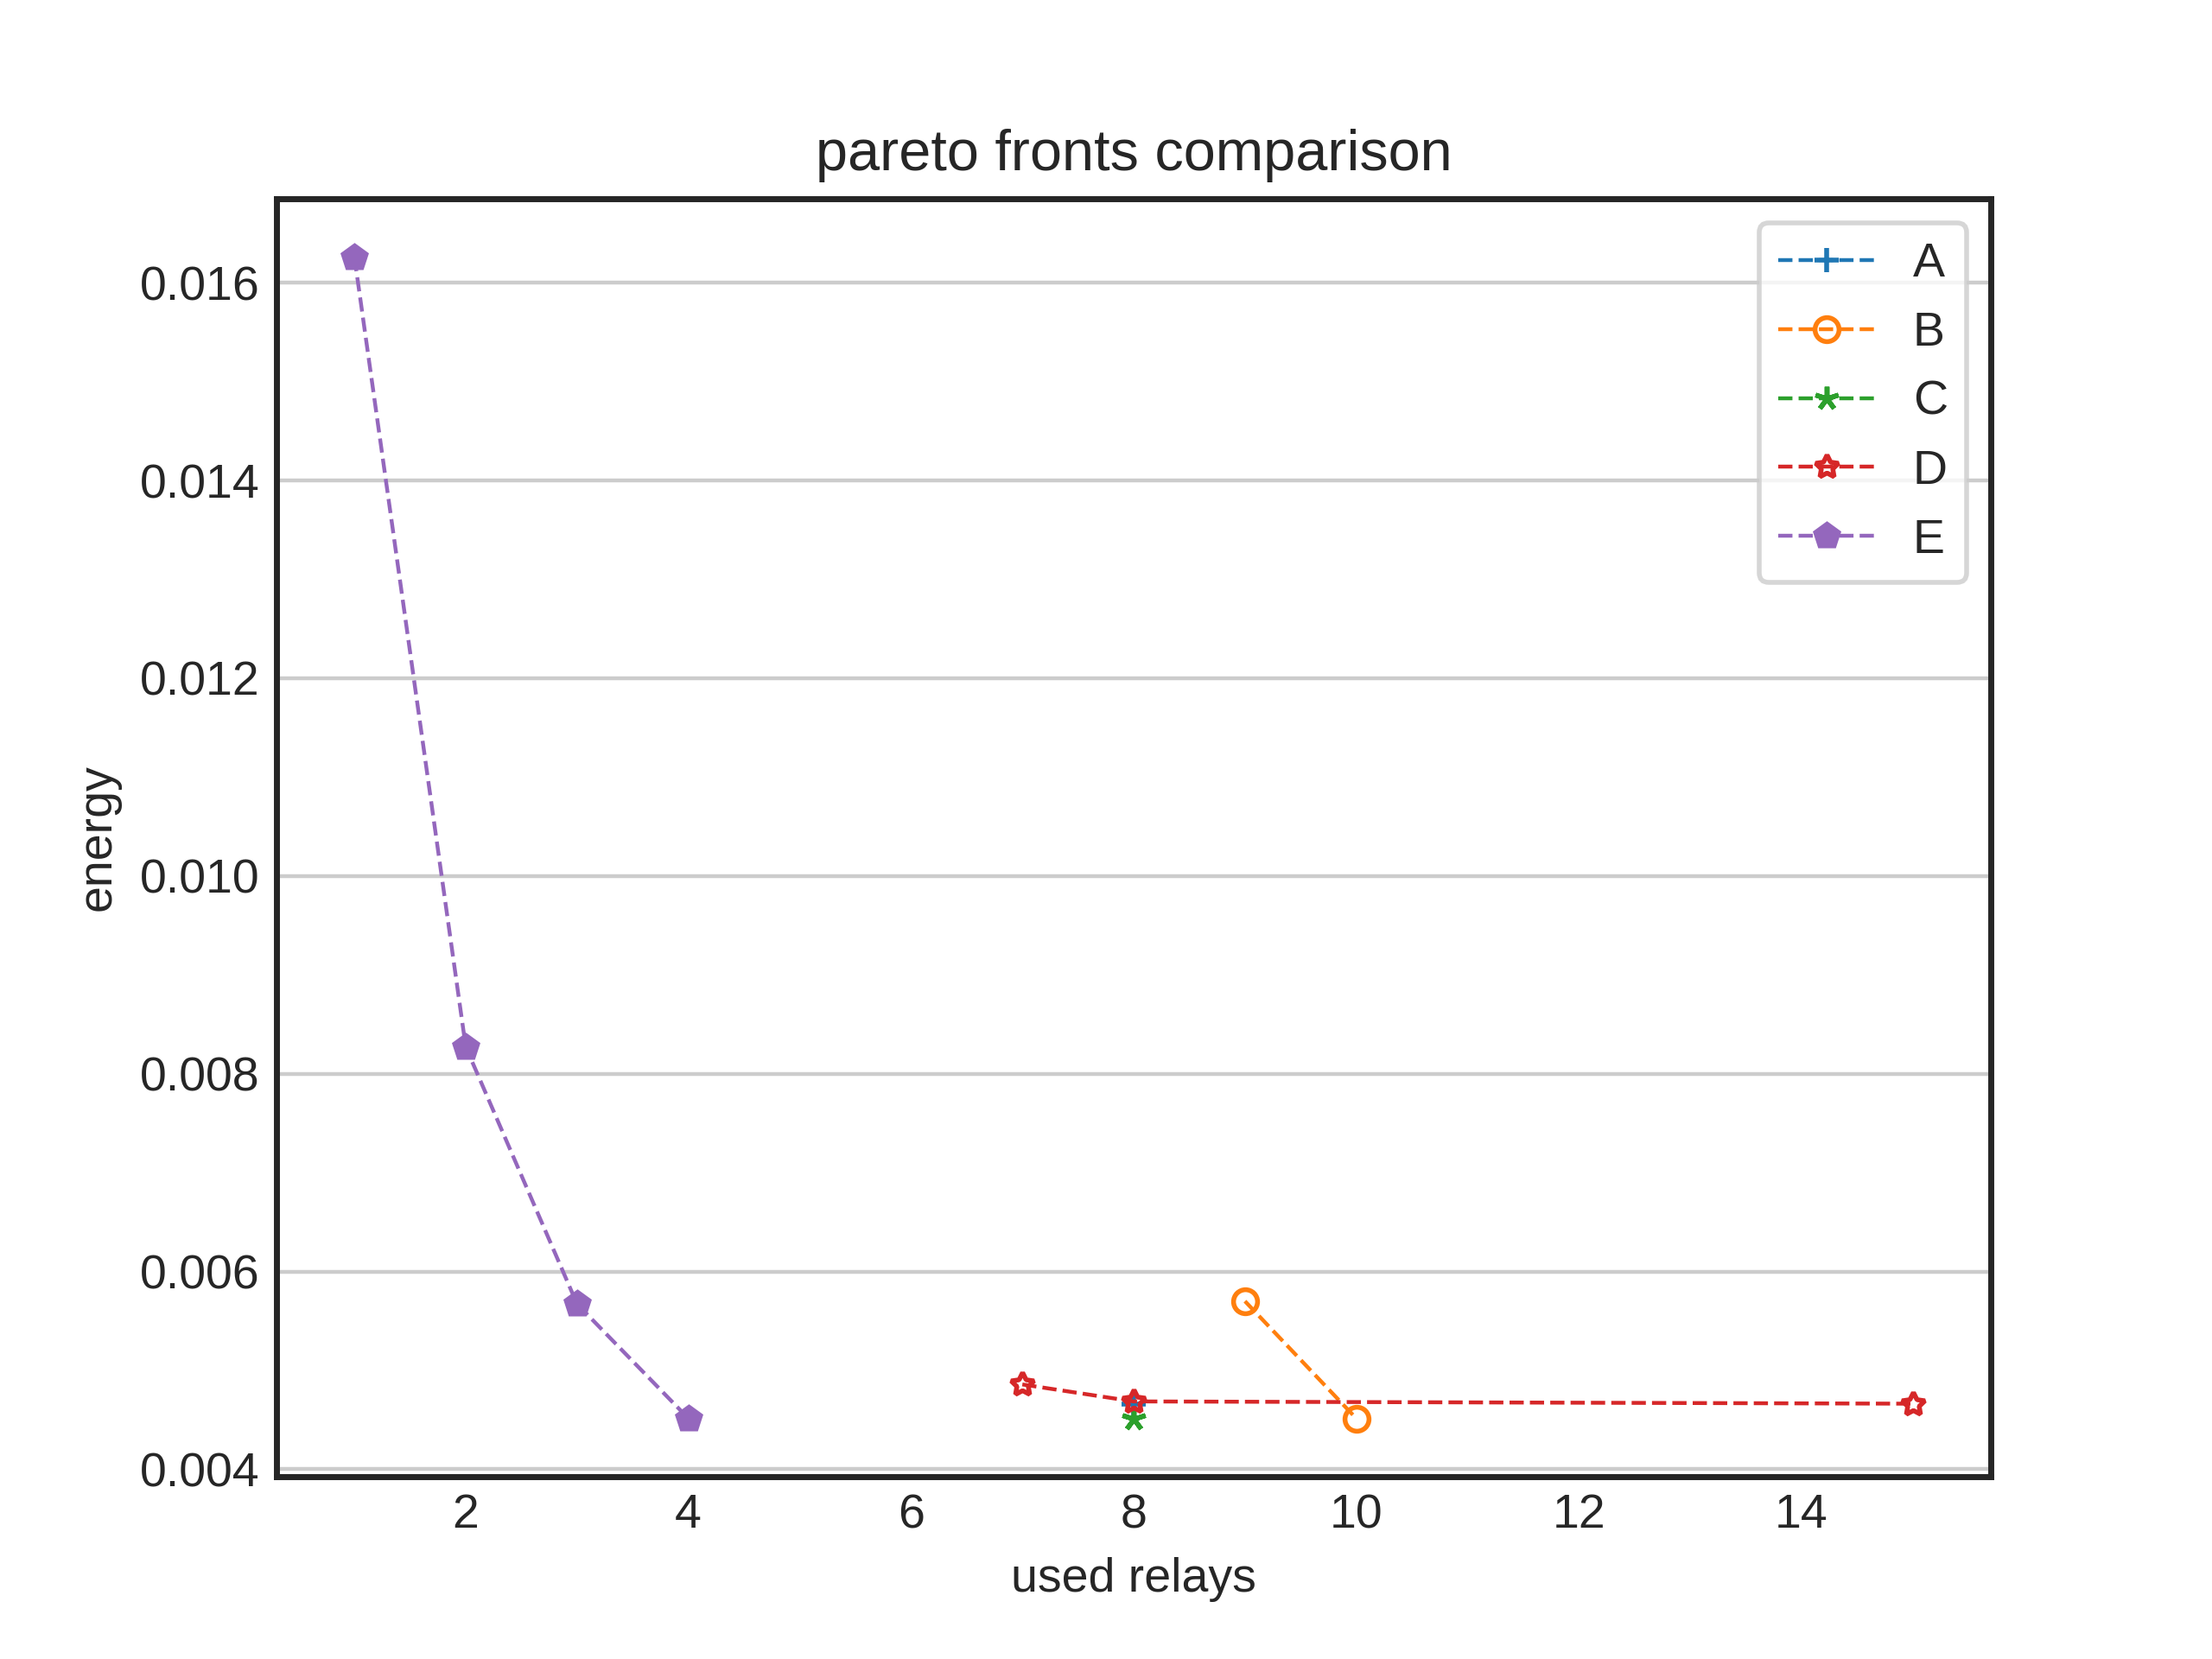 pareto fronts comparison
A
B
C
D
E
0.016
0.014
0.012
0.010
0.008
0.006
0.004
energy
2 4 6 8 10 12 14
used relays